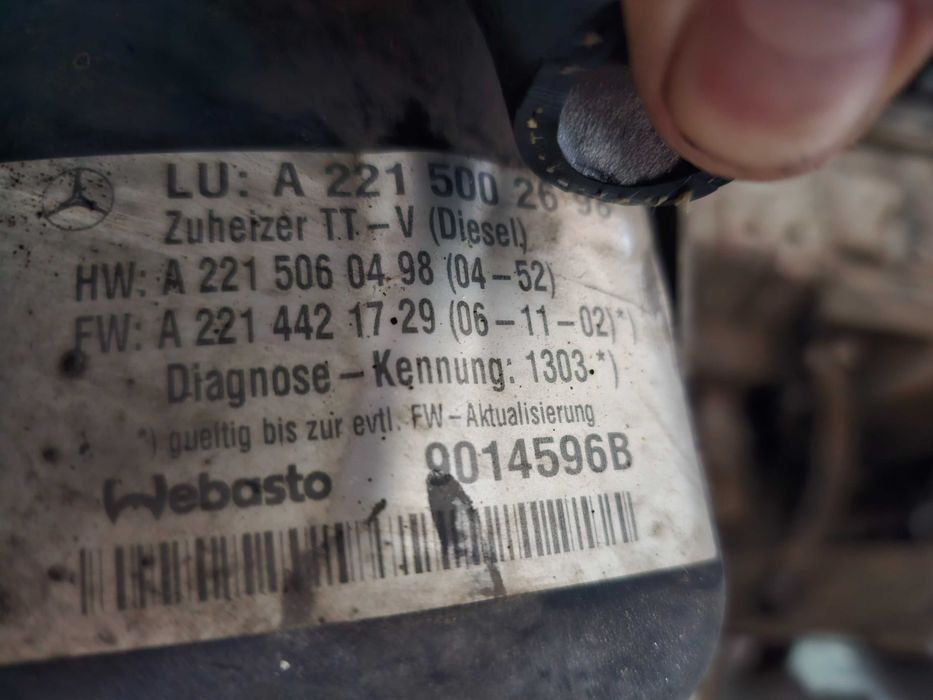 LU: A 221 500 26 98
Zuheizer TT-V (Diesel)
HW: A 221 506 04 98 (04-52)
FW: A 221 442 17 29 (06-11-02)*)
Diagnose-Kennung: 1303 *)
*) gueltig bis zur evtl. FW-Aktualisierung
Webasto 9014596B